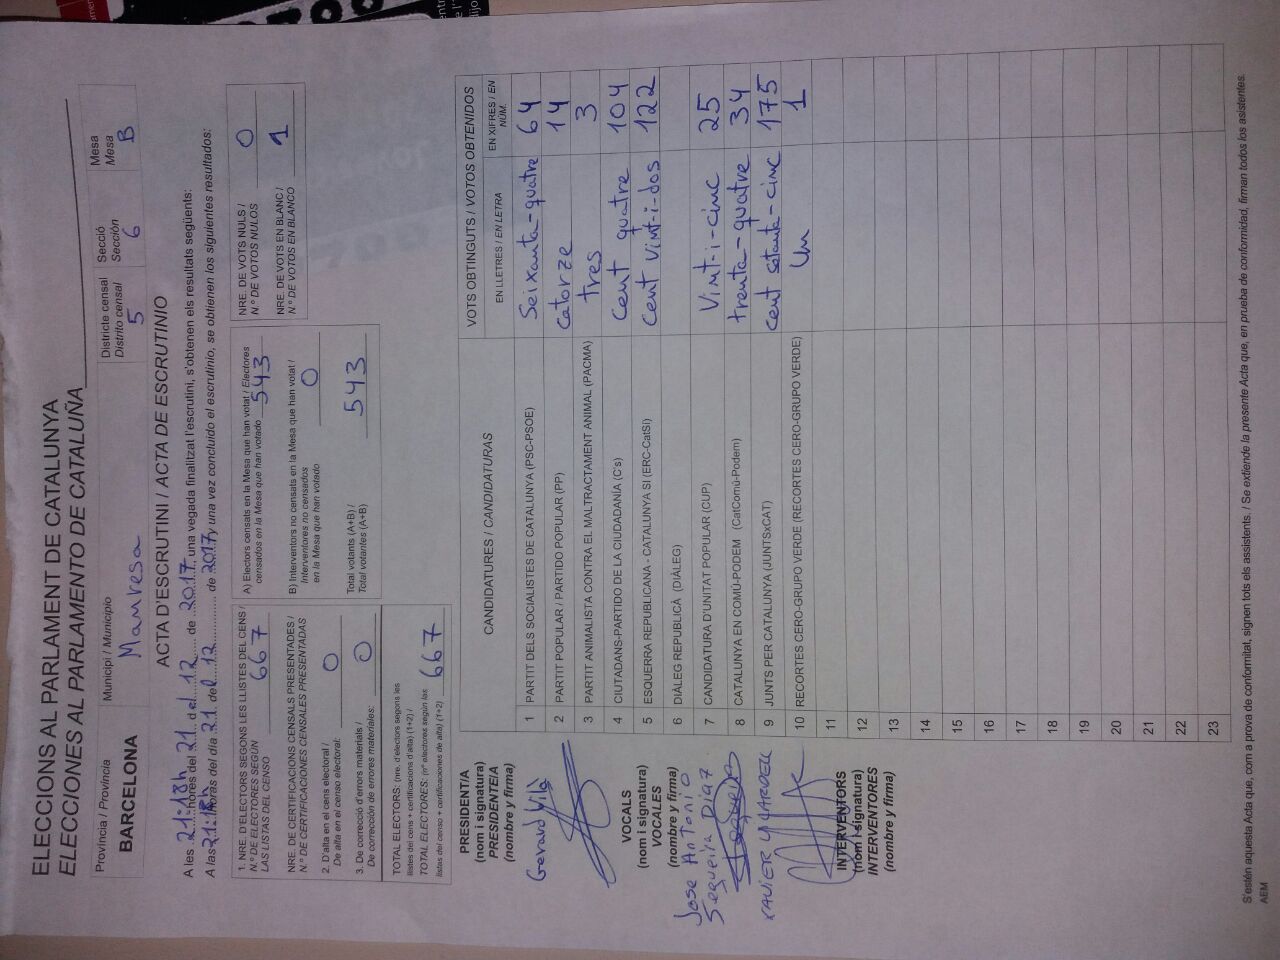 ELECCIONS AL PARLAMENT DE CATALUNYA
ELECCIONES AL PARLAMENTO DE CATALUÑA
Província / Provincia
BARCELONA
Municipi / Municipio
Manresa
Districte censal
Distrito censal
5
Secció
Sección
6
Mesa
Mesa
B
ACTA D'ESCRUTINI / ACTA DE ESCRUTINIO
A les 21:18h hores del 21 del 12 de 2017, una vegada finalitzat l'escrutini, s'obtenen els resultats següents:
A las 21:18h horas del día 21 del 12 de 2017 y una vez concluido el escrutinio, se obtienen los siguientes resultados:
1. NRE. D'ELECTORS SEGONS LES LLISTES DEL CENS /
N.º DE ELECTORES SEGÚN
LAS LISTAS DEL CENSO
667
NRE. DE CERTIFICACIONS CENSALS PRESENTADES /
N.º DE CERTIFICACIONES CENSALES PRESENTADAS
2. D'alta en el cens electoral /
De alta en el censo electoral:
0
3. De correcció d'errors materials /
De corrección de errores materiales:
0
TOTAL ELECTORS: (nre. d'electors segons les
llistes del cens + certificacions d'alta) (1+2) /
TOTAL ELECTORES: (nº electores según las
listas del censo + certificaciones de alta) (1+2)
667
A) Electors censats en la Mesa que han votat / Electores
censados en la Mesa que han votado
543
B) Interventors no censats en la Mesa que han votat /
Interventores no censados
en la Mesa que han votado
0
Total votants (A+B) /
Total votantes (A+B)
543
NRE. DE VOTS NULS /
N.º DE VOTOS NULOS
0
NRE. DE VOTS EN BLANC /
N.º DE VOTOS EN BLANCO
1
CANDIDATURES / CANDIDATURAS
VOTS OBTINGUTS / VOTOS OBTENIDOS
EN LLETRES / EN LETRA
EN XIFRES / EN NÚM.
1 PARTIT DELS SOCIALISTES DE CATALUNYA (PSC-PSOE) Seixanta-quatre 64
2 PARTIT POPULAR / PARTIDO POPULAR (PP) Catorze 14
3 PARTIT ANIMALISTA CONTRA EL MALTRACTAMENT ANIMAL (PACMA) tres 3
4 CIUTADANS-PARTIDO DE LA CIUDADANÍA (C's) Cent quatre 104
5 ESQUERRA REPUBLICANA - CATALUNYA SI (ERC-CatSí) Cent vint-i-dos 122
6 DIÀLEG REPUBLICÀ (DIÀLEG)
7 CANDIDATURA D'UNITAT POPULAR (CUP) Vint-i-cinc 25
8 CATALUNYA EN COMÚ-PODEM (CatComú-Podem) trenta-quatre 34
9 JUNTS PER CATALUNYA (JUNTSxCAT) cent setanta-cinc 175
10 RECORTES CERO-GRUPO VERDE (RECORTES CERO-GRUPO VERDE) Un 1
11
12
13
14
15
16
17
18
19
20
21
22
23
PRESIDENT/A
(nom i signatura)
PRESIDENTE/A
(nombre y firma)
Gerard Vilà
VOCALS
(nom i signatura)
VOCALES
(nombre y firma)
Jose Antonio
Sequeira Diaz
INTERVENTORS
(nom i signatura)
INTERVENTORES
(nombre y firma)
S'estén aquesta Acta que, com a prova de conformitat, signen tots els assistents. / Se extiende la presente Acta que, en prueba de conformidad, firman todos los asistentes.
AEM